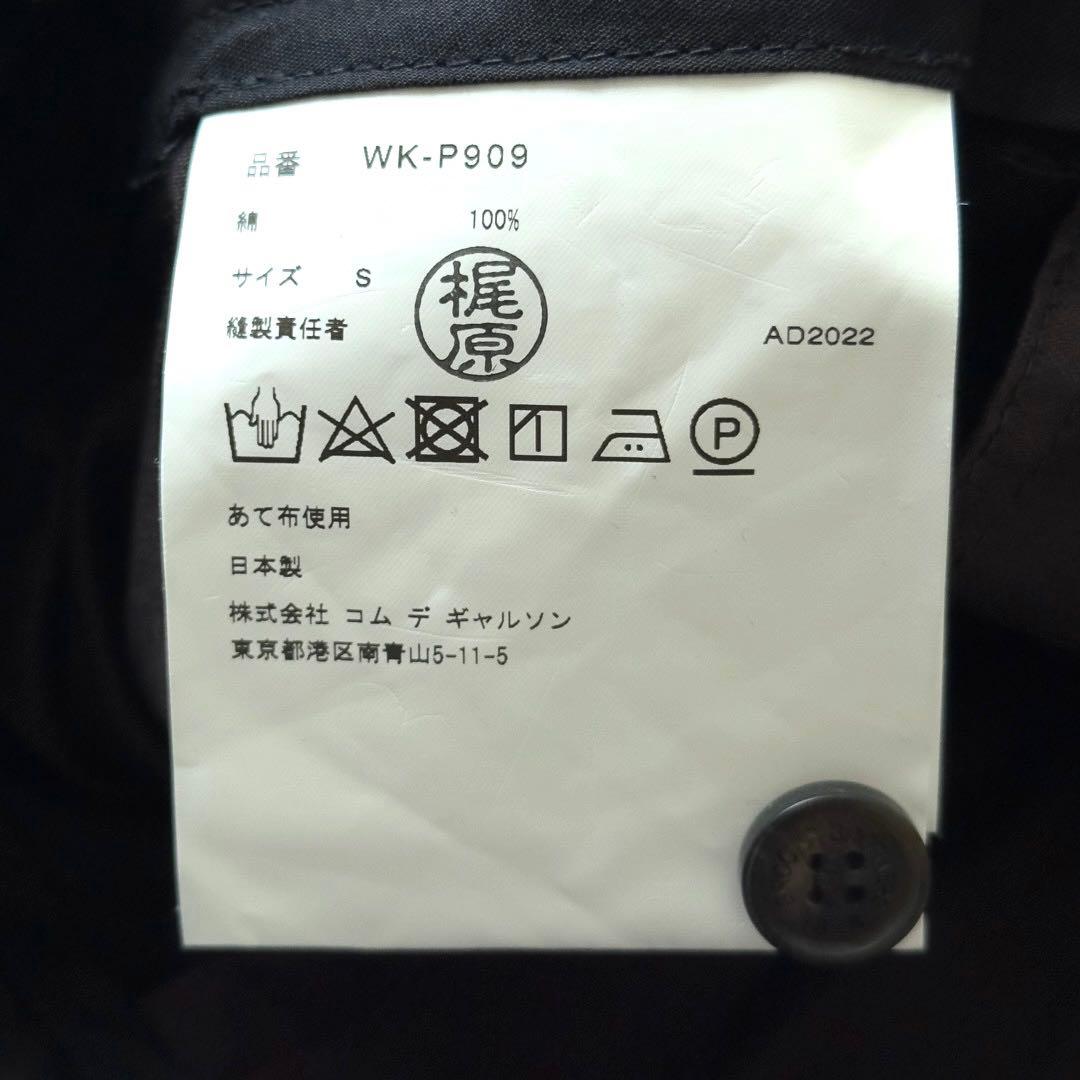 品番 WK-P909
綿 100%
サイズ S
梶原
縫製責任者
AD2022
P
あて布使用
日本製
株式会社 コム デ ギャルソン
東京都港区南青山5-11-5